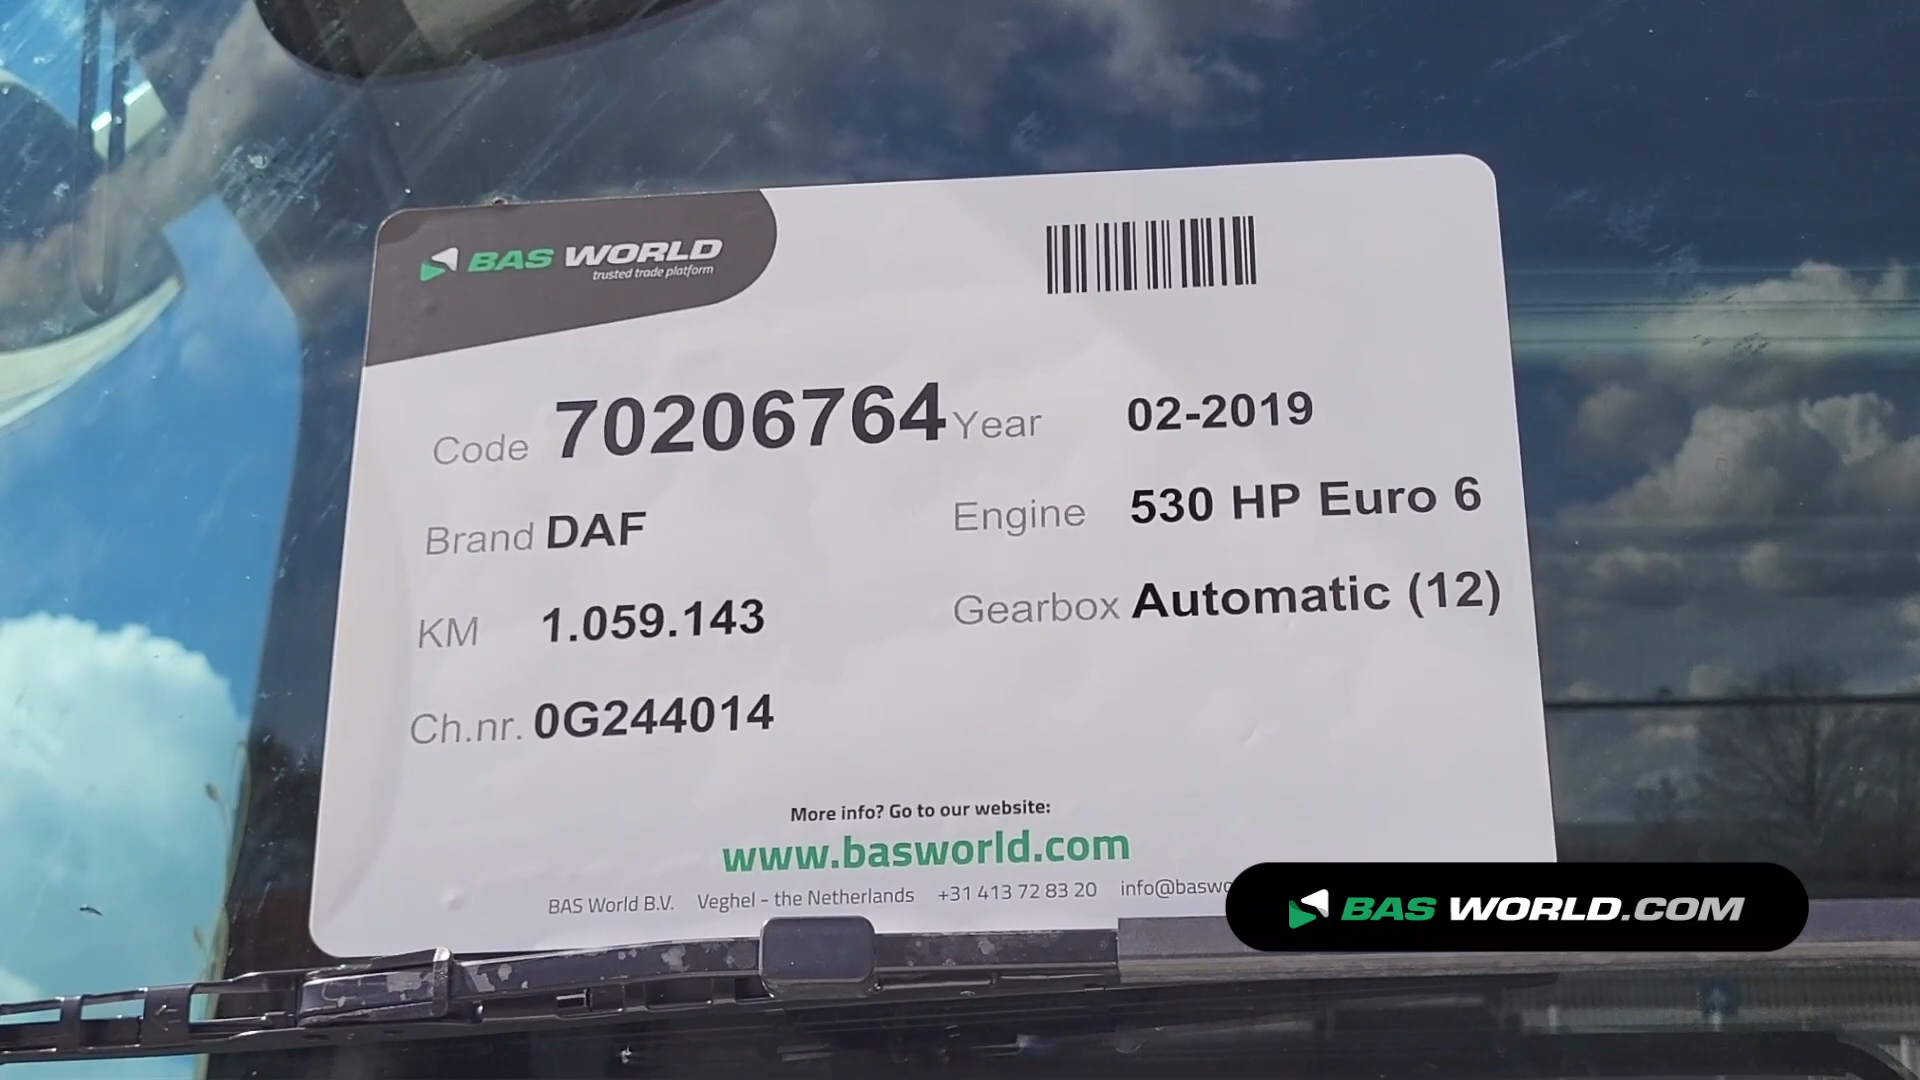 BAS WORLD
trusted trade platform
Code 70206764 Year 02-2019
Brand DAF Engine 530 HP Euro 6
KM 1.059.143 Gearbox Automatic (12)
Ch.nr. 0G244014
More info? Go to our website:
www.basworld.com
BAS World B.V. Veghel - the Netherlands +31 413 72 83 20
BAS WORLD.COM